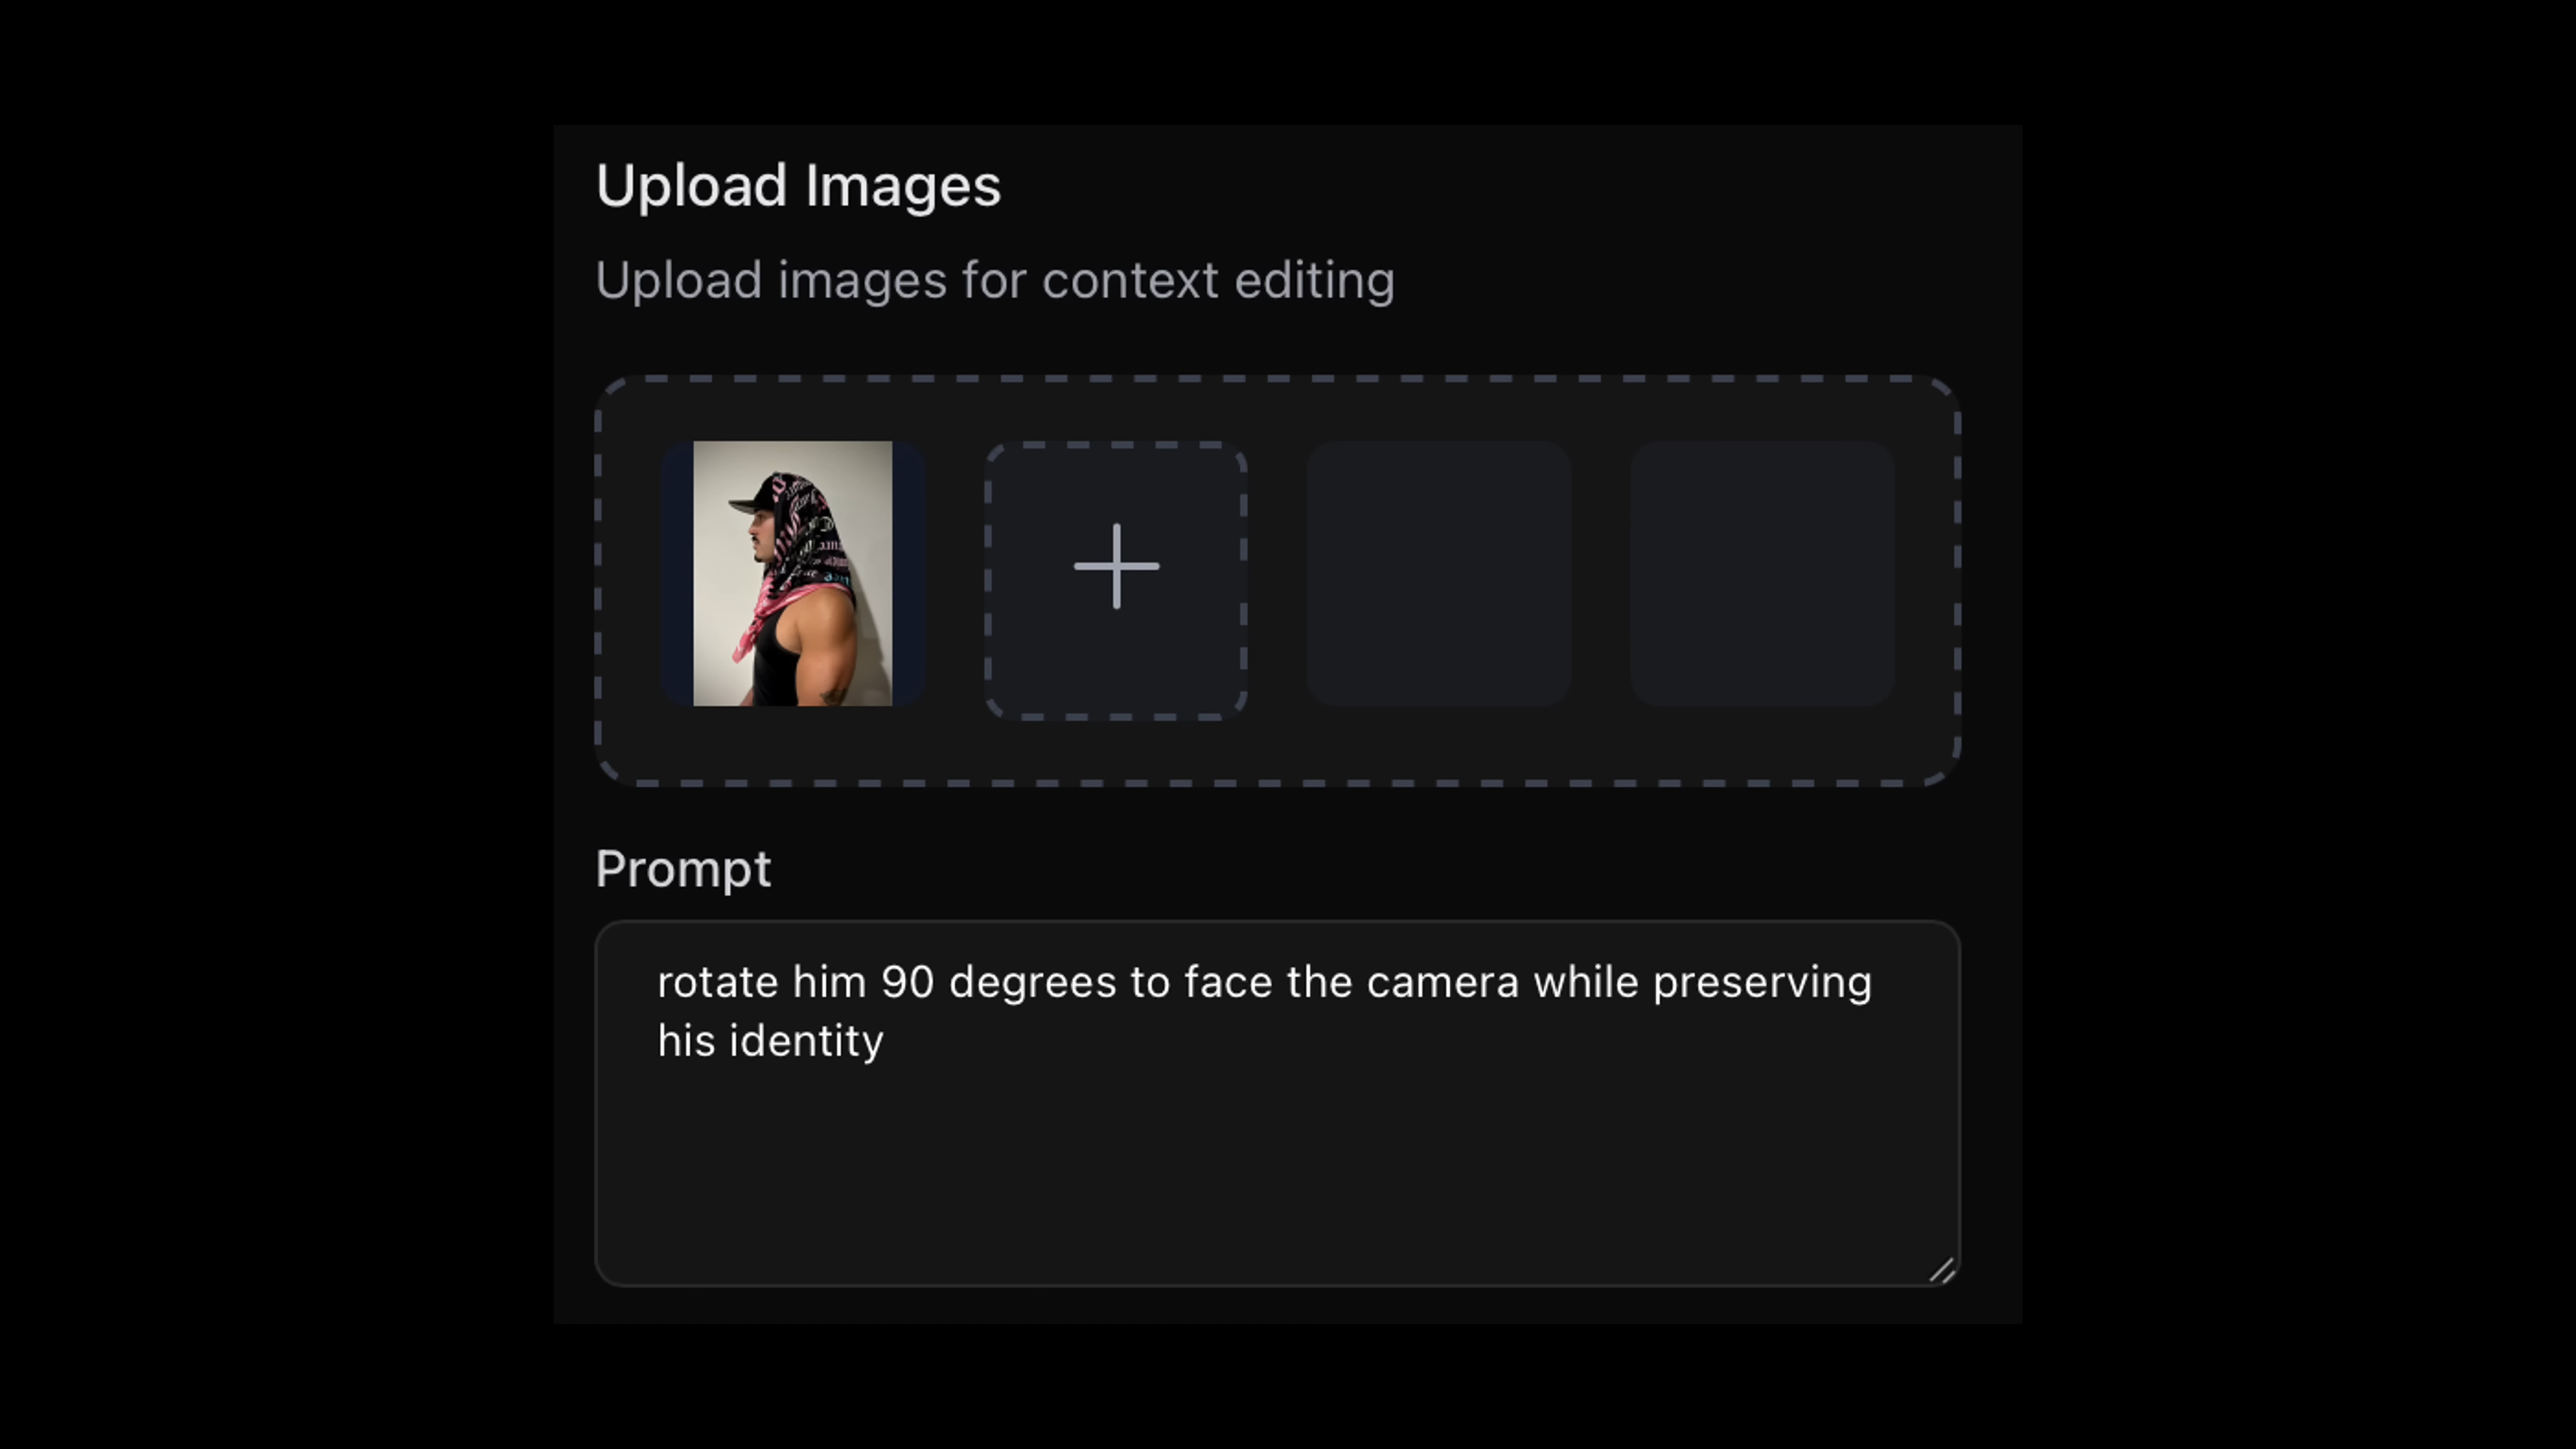 Upload Images
Upload images for context editing
Prompt
rotate him 90 degrees to face the camera while preserving
his identity